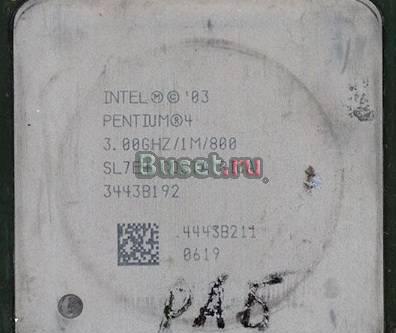 INTEL Ⓜ © '03
PENTIUM®4
3.00GHZ/1M/800
Buset.ru
3443B192
4443B211
0619
РАБ